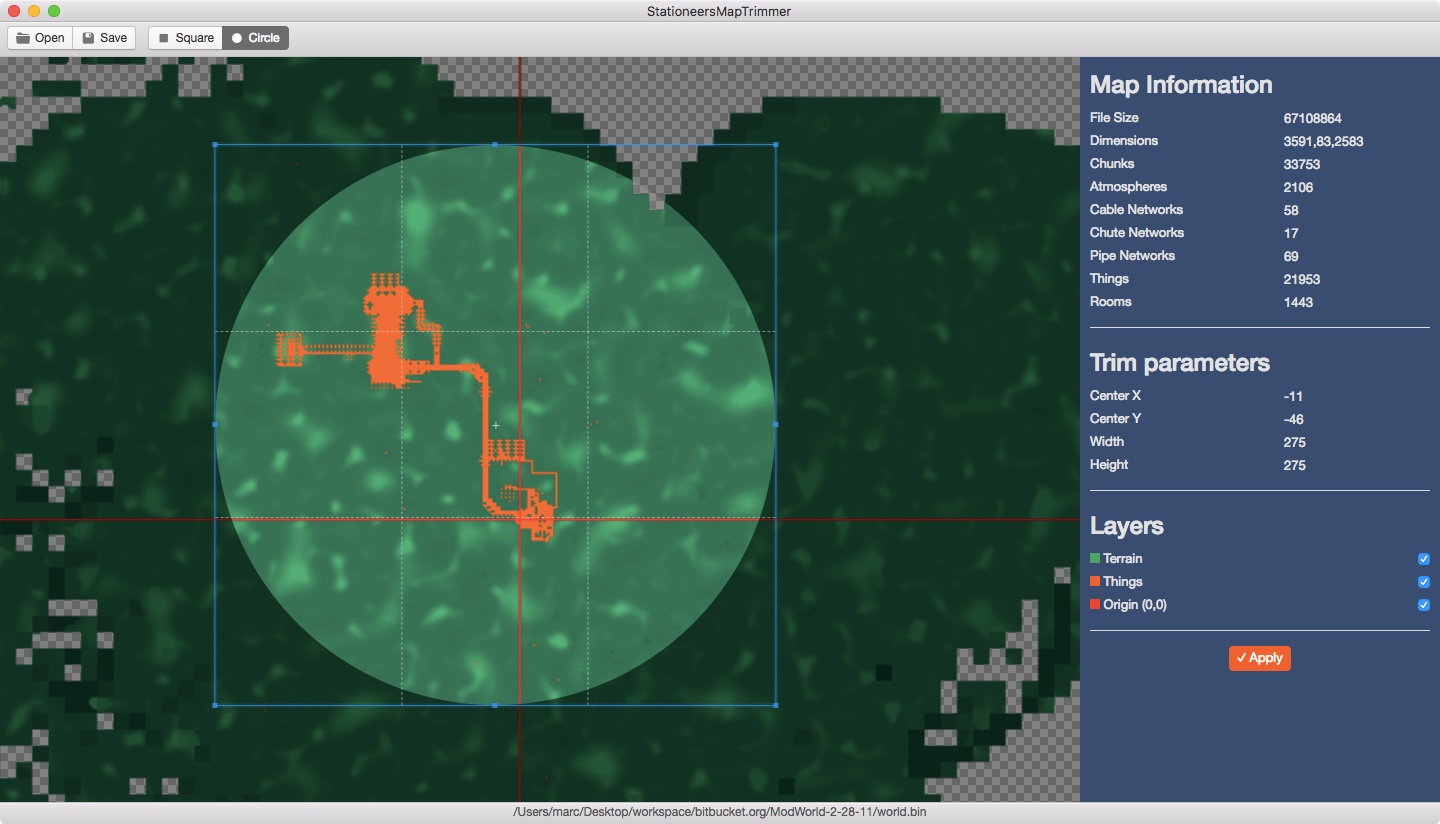 StationeersMapTrimmer
Open Save Square Circle
Map Information
File Size 67108864
Dimensions 3591,83,2583
Chunks 33753
Atmospheres 2106
Cable Networks 58
Chute Networks 17
Pipe Networks 69
Things 21953
Rooms 1443
Trim parameters
Center X -11
Center Y -46
Width 275
Height 275
Layers
Terrain
Things
Origin (0,0)
✓ Apply
/Users/marc/Desktop/workspace/bitbucket.org/ModWorld-2-28-11/world.bin